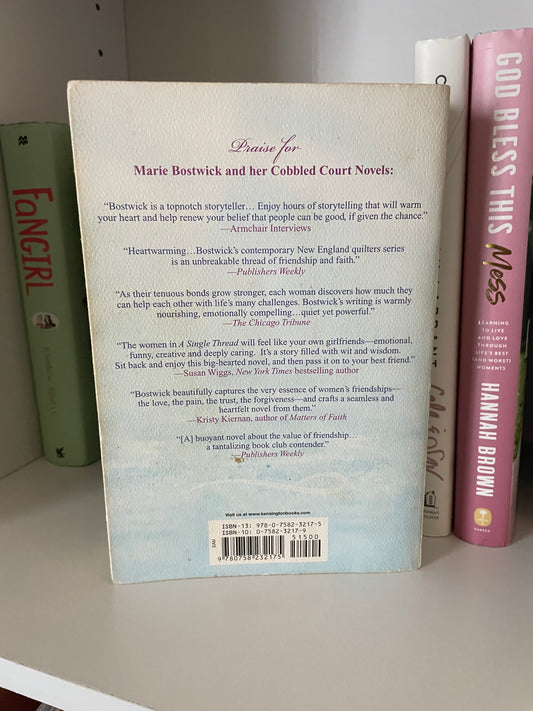 Praise for
Marie Bostwick and her Cobbled Court Novels:
“Bostwick is a topnotch storyteller… Enjoy hours of storytelling that will warm
your heart and help renew your belief that people can be good, if given the chance.”
—Armchair Interviews
“Heartwarming…Bostwick’s contemporary New England quilters series
is an unbreakable thread of friendship and faith.”
—Publishers Weekly
“As their tenuous bonds grow stronger, each woman discovers how much they
can help each other with life’s many challenges. Bostwick’s writing is warmly
nourishing, emotionally compelling…quiet yet powerful.”
—The Chicago Tribune
“The women in A Single Thread will feel like your own girlfriends—emotional,
funny, creative and deeply caring. It’s a story filled with wit and wisdom.
Sit back and enjoy this big-hearted novel, and then pass it on to your best friend.”
—Susan Wiggs, New York Times bestselling author
“Bostwick beautifully captures the very essence of women’s friendships—
the love, the pain, the trust, the forgiveness—and crafts a seamless and
heartfelt novel from them.”
—Kristy Kiernan, author of Matters of Faith
“[A] buoyant novel about the value of friendship…
a tantalizing book club contender.”
—Publishers Weekly
Visit us at www.kensingtonbooks.com
ISBN-13: 978-0-7582-3217-5
ISBN-10: 0-7582-3217-9
51500
EAN
9 780758 232175
FANGIRL
GOD BLESS THIS
Mess
LEARNING
TO LIVE
AND LOVE
THROUGH
LIFE'S BEST
(AND WORST)
MOMENTS
HANNAH BROWN
HARPER